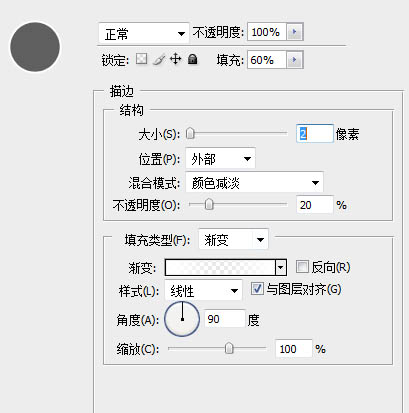 正常 不透明度: 100%
锁定: 填充: 60%
描边
结构
大小(S): 2 像素
位置(P): 外部
混合模式: 颜色减淡
不透明度(O): 20 %
填充类型(F): 渐变
渐变: 反向(R)
样式(L): 线性 与图层对齐(G)
角度(A): 90 度
缩放(C): 100 %